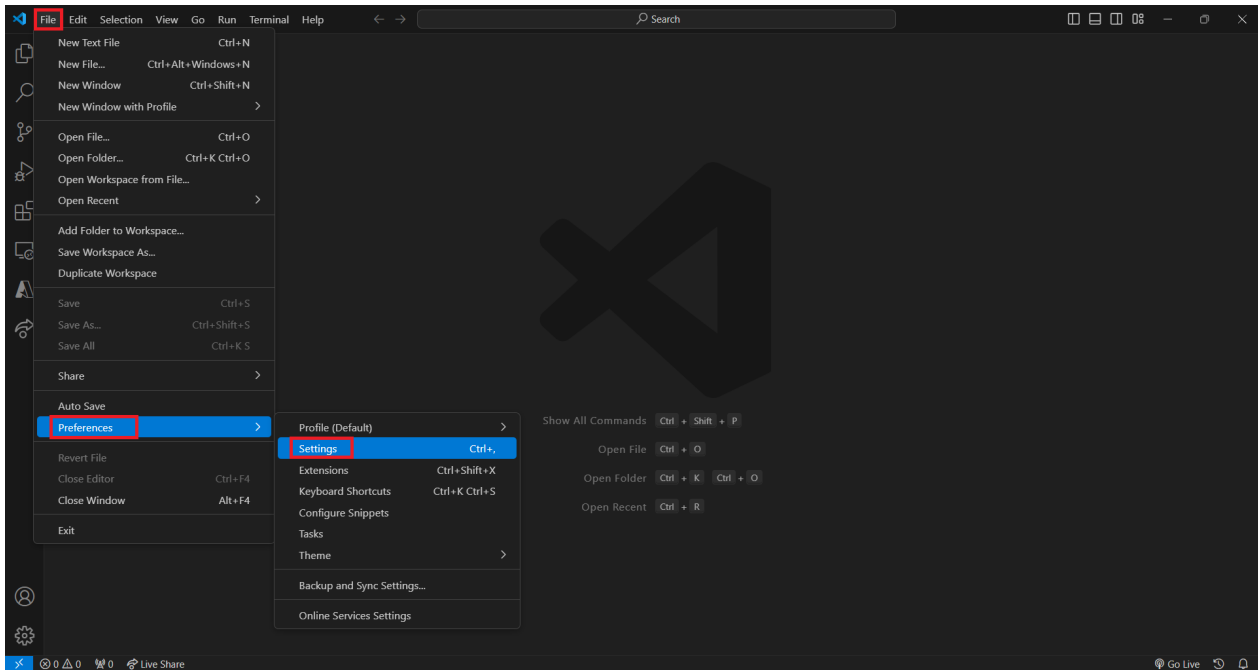 File Edit Selection View Go Run Terminal Help Search
New Text File Ctrl+N
New File... Ctrl+Alt+Windows+N
New Window Ctrl+Shift+N
New Window with Profile
Open File... Ctrl+O
Open Folder... Ctrl+K Ctrl+O
Open Workspace from File...
Open Recent
Add Folder to Workspace...
Save Workspace As...
Duplicate Workspace
Save Ctrl+S
Save As... Ctrl+Shift+S
Save All Ctrl+K S
Share
Auto Save
Preferences
Revert File
Close Editor Ctrl+F4
Close Window Alt+F4
Exit
Profile (Default)
Settings Ctrl+,
Extensions Ctrl+Shift+X
Keyboard Shortcuts Ctrl+K Ctrl+S
Configure Snippets
Tasks
Theme
Backup and Sync Settings...
Online Services Settings
Show All Commands Ctrl + Shift + P
Open File Ctrl + O
Open Folder Ctrl + K Ctrl + O
Open Recent Ctrl + R
0 0 0 Live Share Go Live